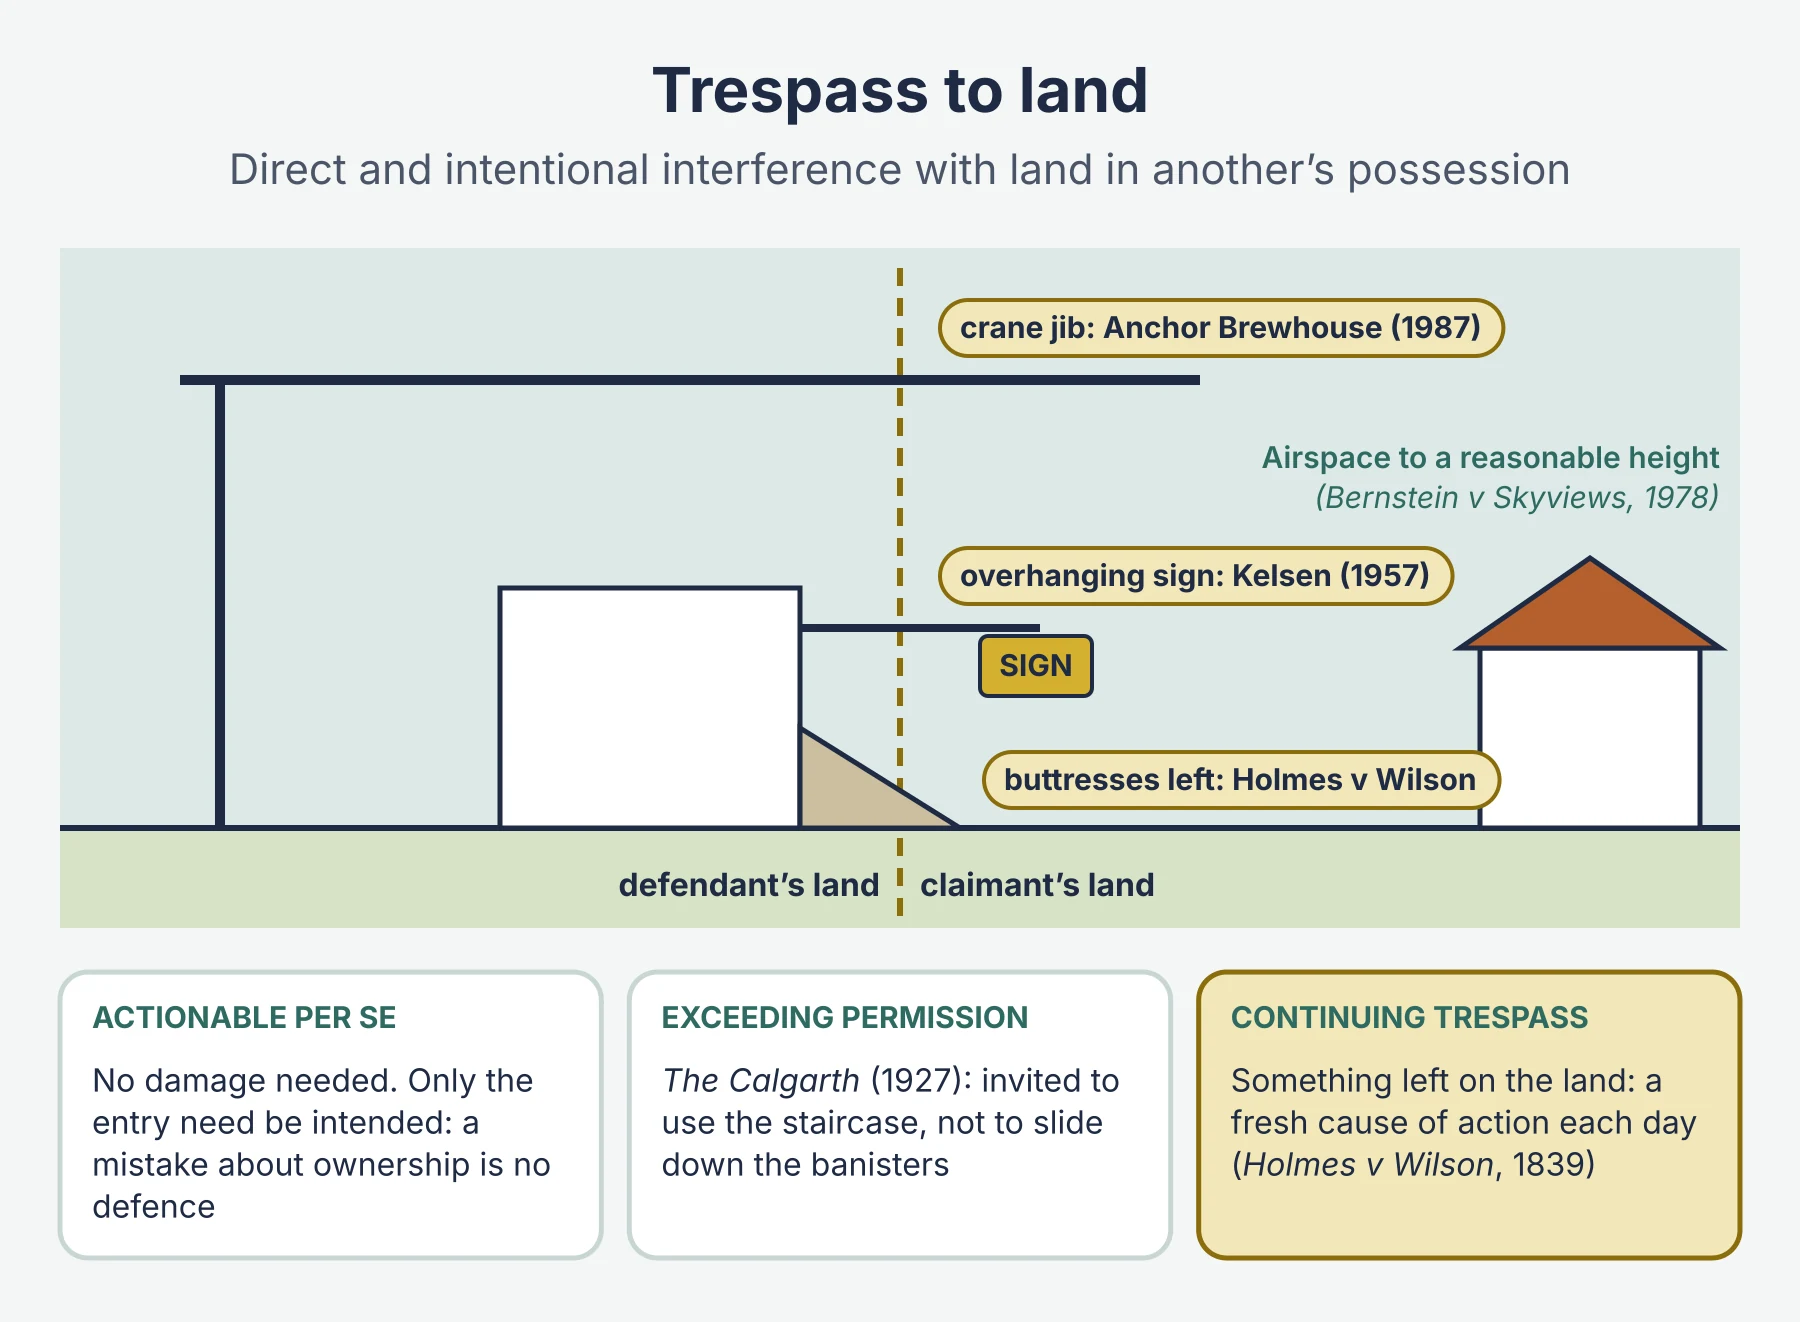 Trespass to land
Direct and intentional interference with land in another’s possession
crane jib: Anchor Brewhouse (1987)
Airspace to a reasonable height
(Bernstein v Skyviews, 1978)
overhanging sign: Kelsen (1957)
SIGN
buttresses left: Holmes v Wilson
defendant’s land
claimant’s land
ACTIONABLE PER SE
No damage needed. Only the
entry need be intended: a
mistake about ownership is no
defence
EXCEEDING PERMISSION
The Calgarth (1927): invited to
use the staircase, not to slide
down the banisters
CONTINUING TRESPASS
Something left on the land: a
fresh cause of action each day
(Holmes v Wilson, 1839)